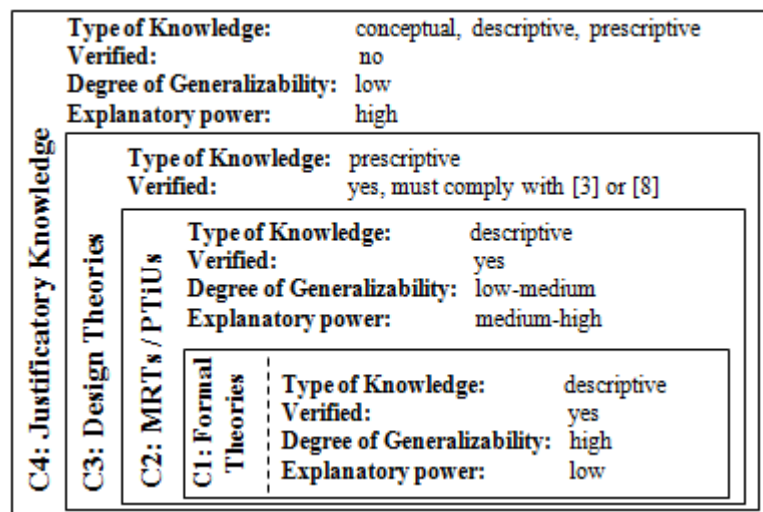 Type of Knowledge: conceptual, descriptive, prescriptive
Verified: no
Degree of Generalizability: low
Explanatory power: high
C4: Justificatory Knowledge
Type of Knowledge: prescriptive
Verified: yes, must comply with [3] or [8]
C3: Design Theories
Type of Knowledge: descriptive
Verified: yes
Degree of Generalizability: low-medium
Explanatory power: medium-high
C2: MRTs / PTiUs
Type of Knowledge: descriptive
Verified: yes
Degree of Generalizability: high
Explanatory power: low
C1: Formal
Theories